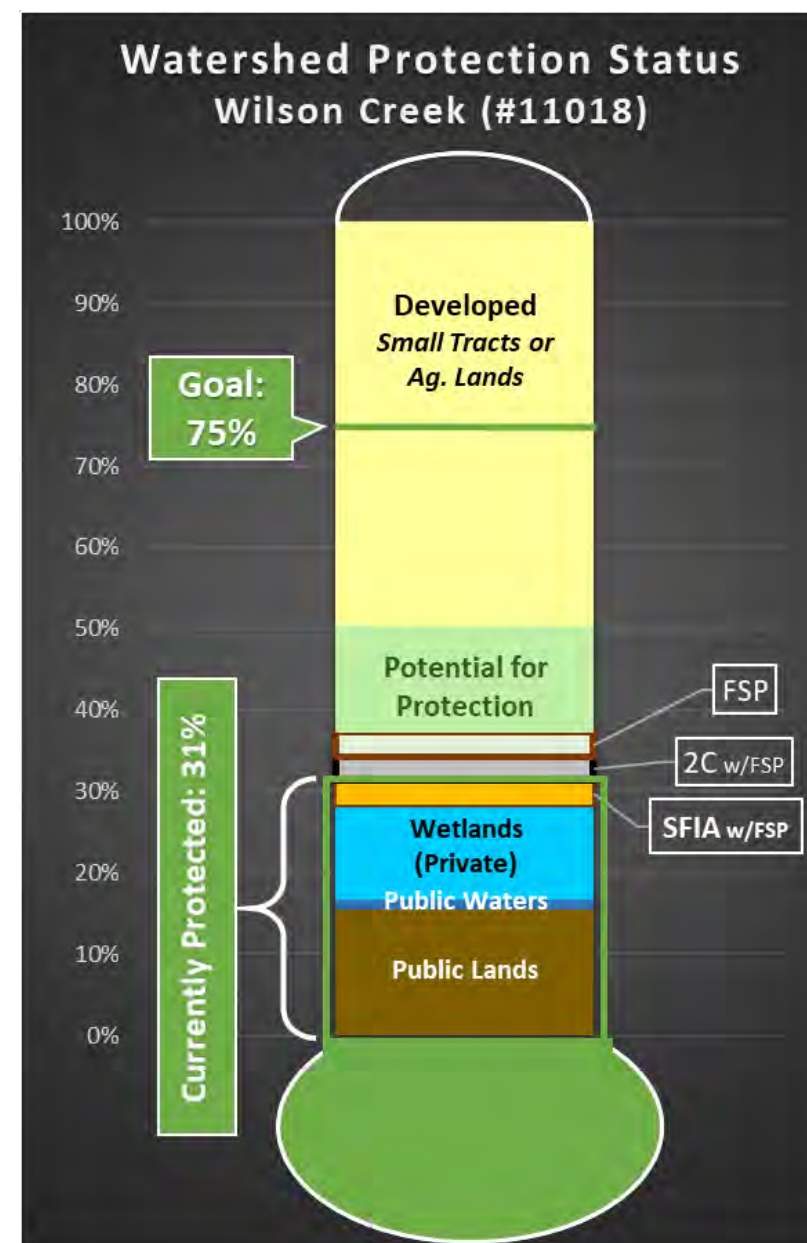 Watershed Protection Status
Wilson Creek (#11018)
100%
90%
80%
70%
60%
50%
40%
30%
20%
10%
0%
Goal:
75%
Currently Protected: 31%
Developed
Small Tracts or
Ag. Lands
Potential for
Protection
FSP
2C w/FSP
SFIA w/FSP
Wetlands
(Private)
Public Waters
Public Lands